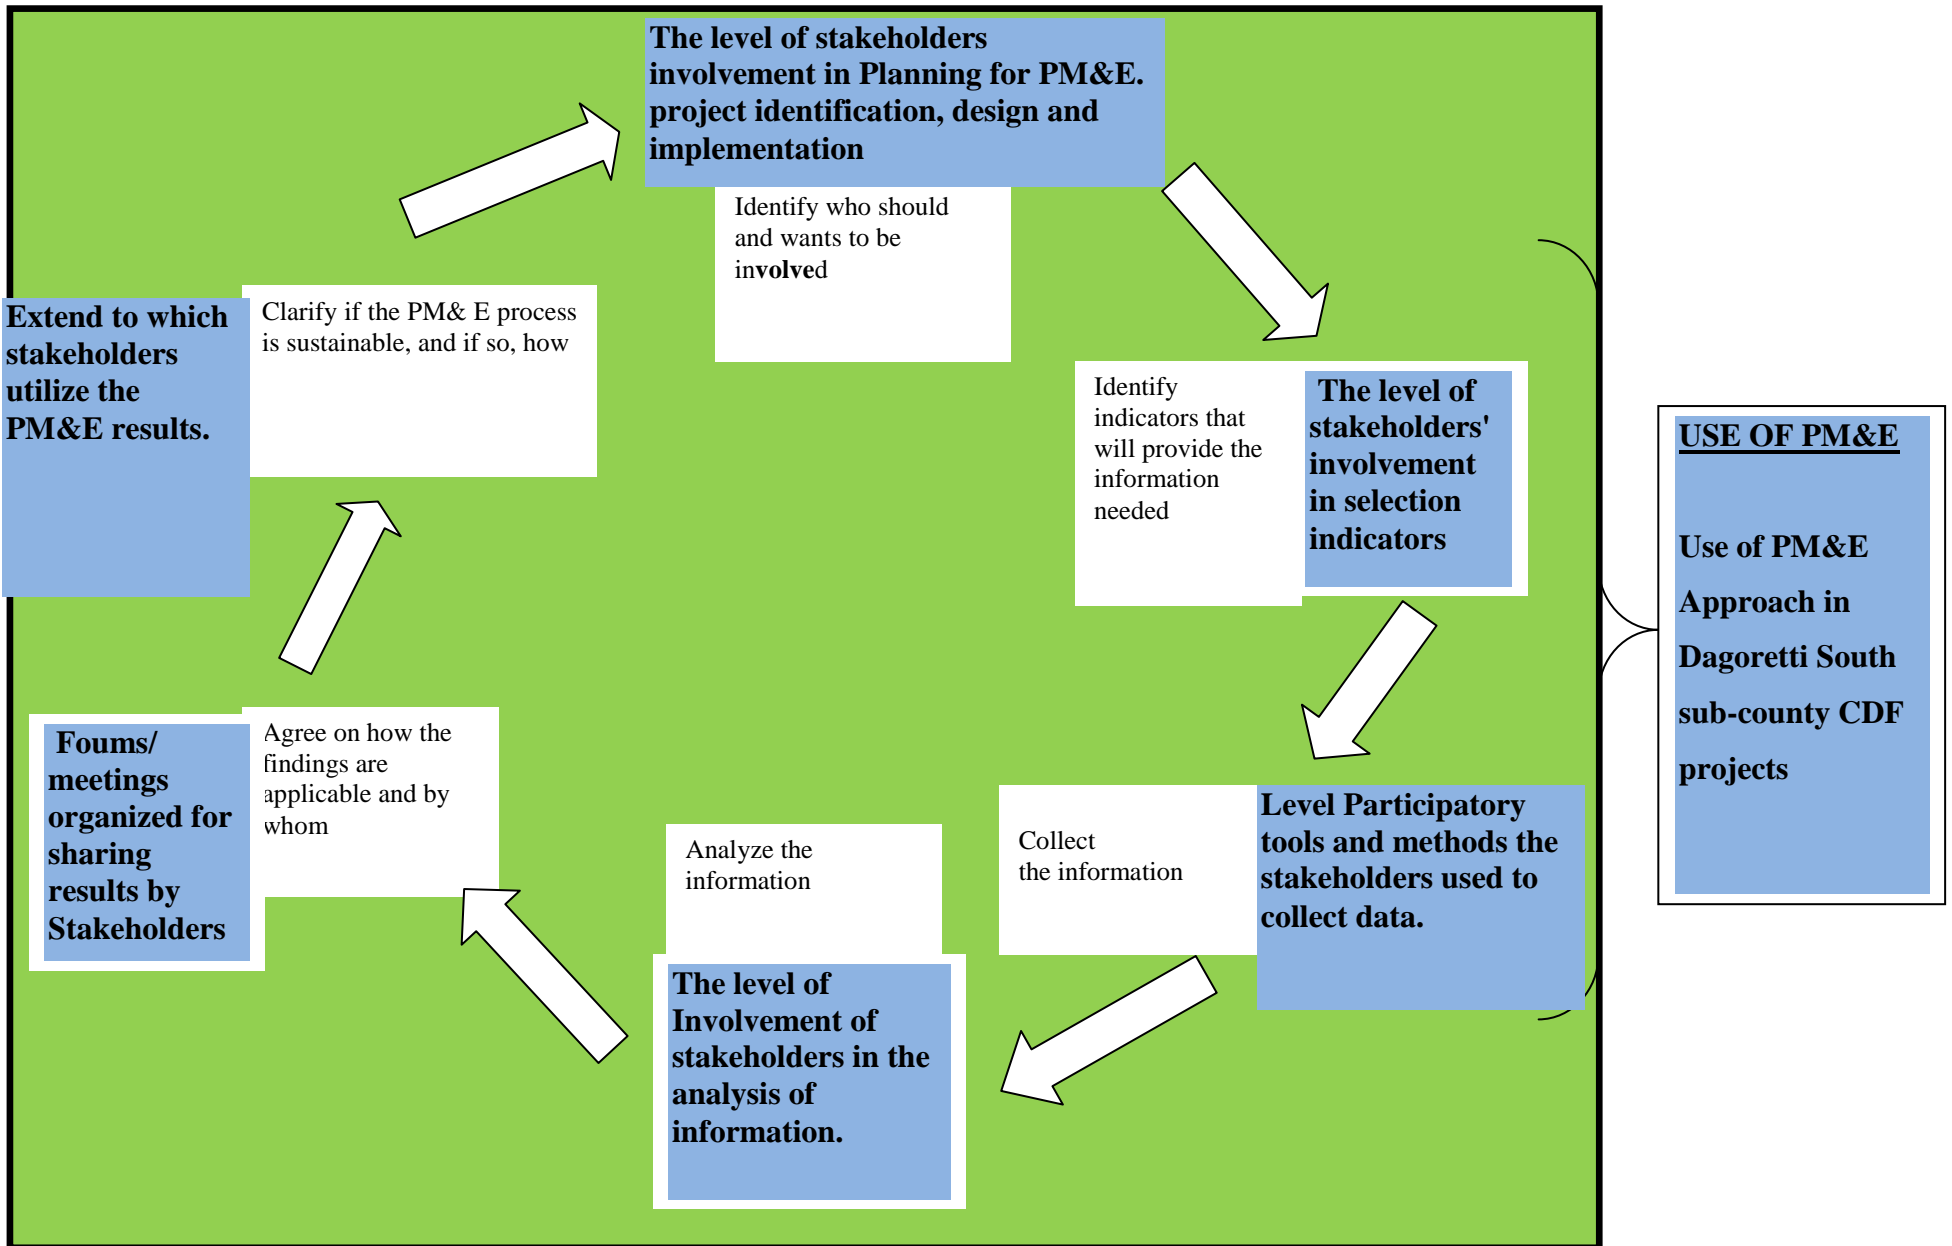 The level of stakeholders
involvement in Planning for PM&E.
project identification, design and
implementation
Identify who should
and wants to be
involved
Identify
indicators that
will provide the
information
needed
The level of
stakeholders'
involvement
in selection
indicators
Level Participatory
tools and methods the
stakeholders used to
collect data.
Collect
the information
Analyze the
information
The level of
Involvement of
stakeholders in the
analysis of
information.
Agree on how the
findings are
applicable and by
whom
Foums/
meetings
organized for
sharing
results by
Stakeholders
Extend to which
stakeholders
utilize the
PM&E results.
Clarify if the PM& E process
is sustainable, and if so, how
USE OF PM&E
Use of PM&E
Approach in
Dagoretti South
sub-county CDF
projects